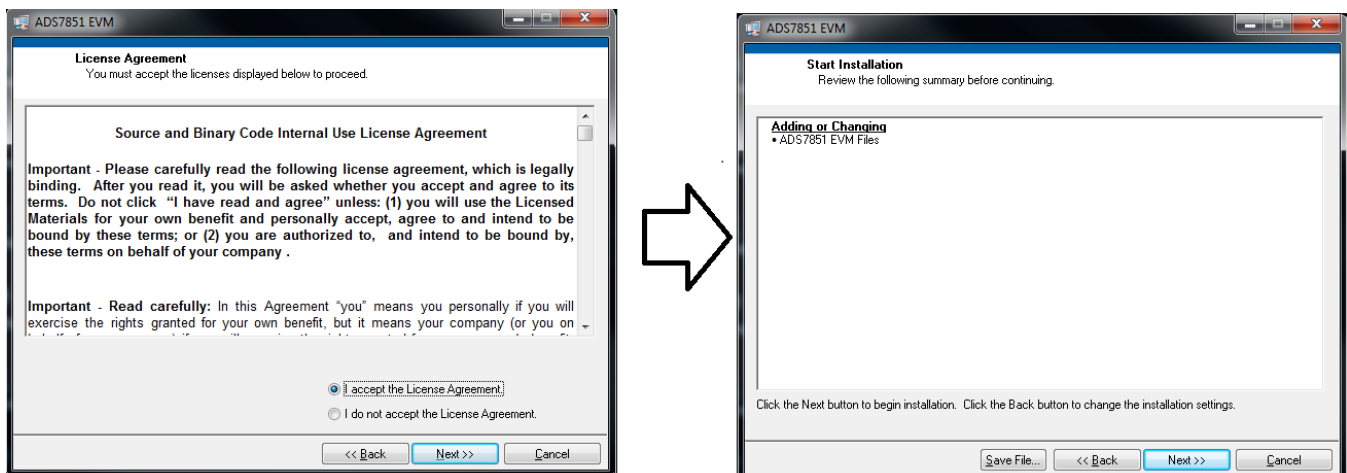 ADS7851 EVM
License Agreement
You must accept the licenses displayed below to proceed.
Source and Binary Code Internal Use License Agreement
Important - Please carefully read the following license agreement, which is legally
binding. After you read it, you will be asked whether you accept and agree to its
terms. Do not click “I have read and agree” unless: (1) you will use the Licensed
Materials for your own benefit and personally accept, agree to and intend to be
bound by these terms; or (2) you are authorized to, and intend to be bound by,
these terms on behalf of your company .
Important - Read carefully: In this Agreement “you” means you personally if you will
exercise the rights granted for your own benefit, but it means your company (or you on
I accept the License Agreement.
I do not accept the License Agreement.
<< Back
Next >>
Cancel
ADS7851 EVM
Start Installation
Review the following summary before continuing.
Adding or Changing
• ADS7851 EVM Files
Click the Next button to begin installation. Click the Back button to change the installation settings.
Save File...
<< Back
Next >>
Cancel